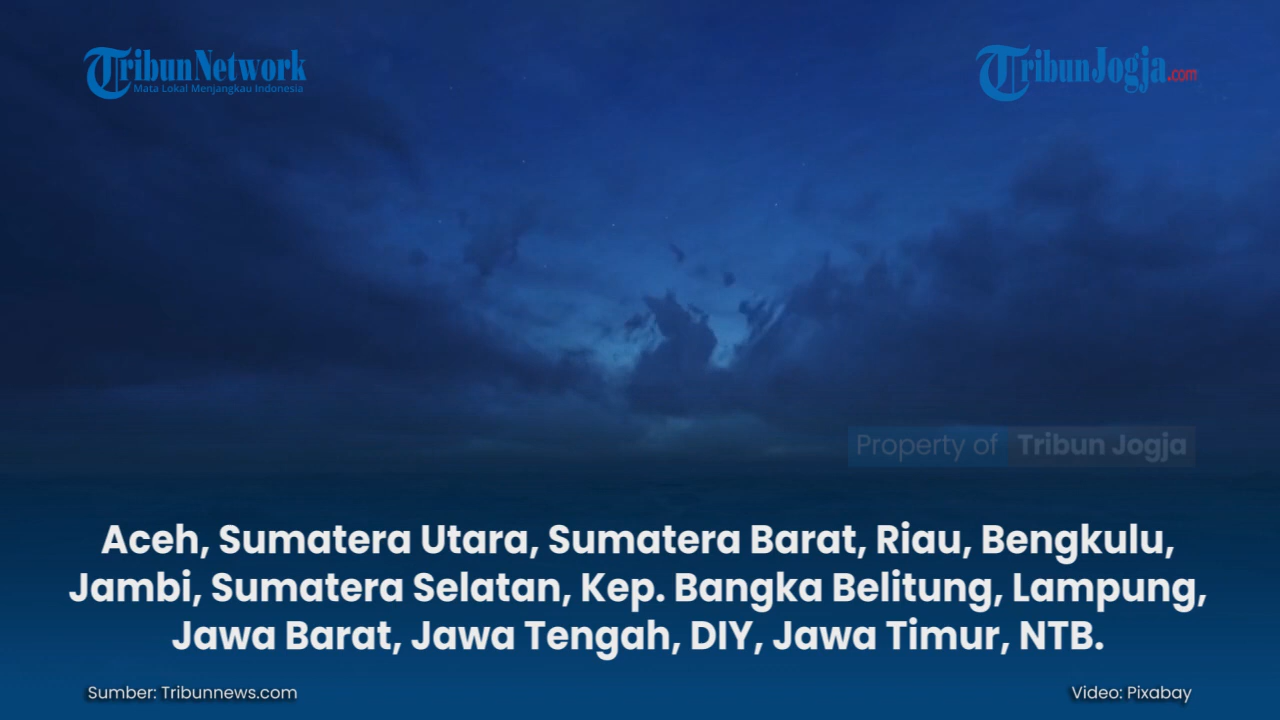 TribunNetwork
Mata Lokal Menjangkau Indonesia
TribunJogja.com
Property of Tribun Jogja
Aceh, Sumatera Utara, Sumatera Barat, Riau, Bengkulu,
Jambi, Sumatera Selatan, Kep. Bangka Belitung, Lampung,
Jawa Barat, Jawa Tengah, DIY, Jawa Timur, NTB.
Sumber: Tribunnews.com
Video: Pixabay